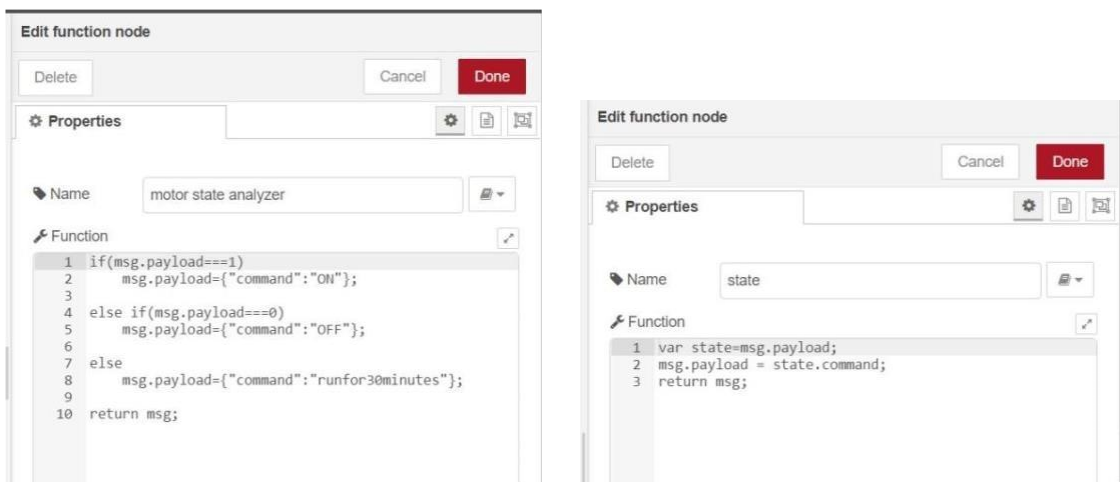 Edit function node
Delete Cancel Done
Properties
Name motor state analyzer
Function
1 if(msg.payload===1)
2 msg.payload={"command":"ON"};
3
4 else if(msg.payload===0)
5 msg.payload={"command":"OFF"};
6
7 else
8 msg.payload={"command":"runfor30minutes"};
9
10 return msg;
Edit function node
Delete Cancel Done
Properties
Name state
Function
1 var state=msg.payload;
2 msg.payload = state.command;
3 return msg;